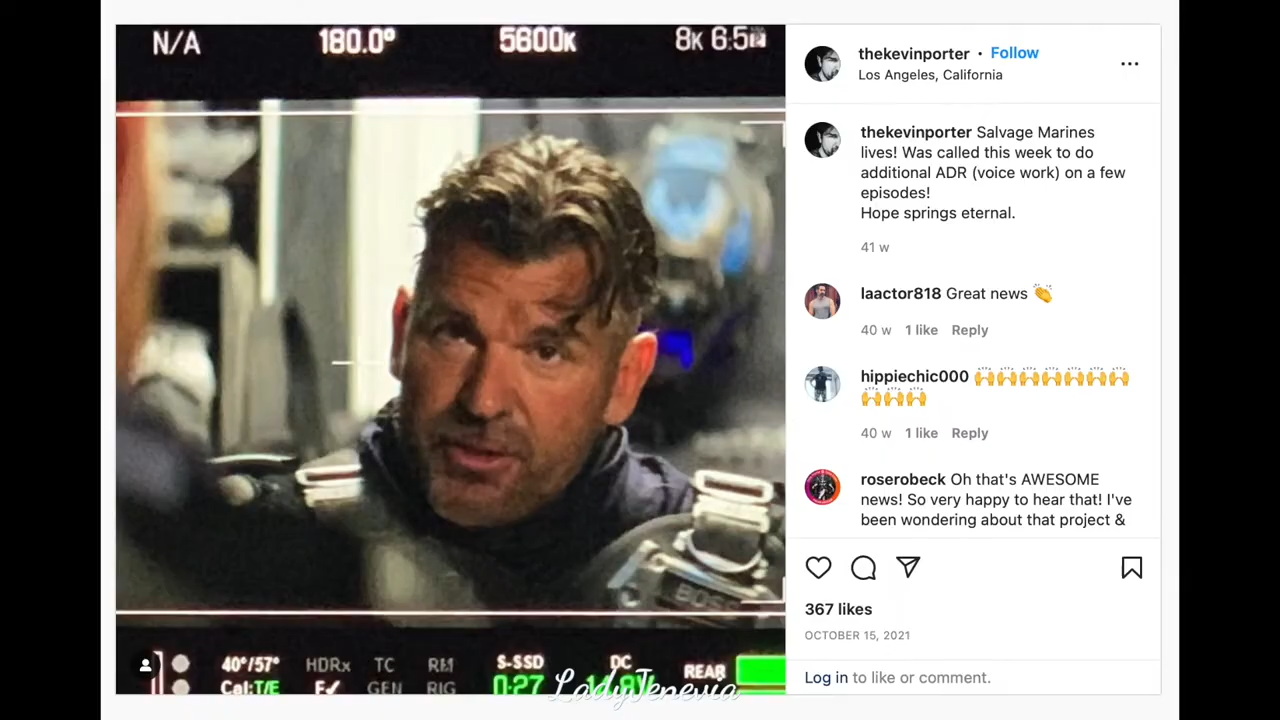 N/A 180.0° 5600K 8K 6:5
thekevinporter • Follow
Los Angeles, California
thekevinporter Salvage Marines
lives! Was called this week to do
additional ADR (voice work) on a few
episodes!
Hope springs eternal.
41 w
laactor818 Great news 👏
40 w 1 like Reply
hippiechic000 🙌🙌🙌🙌🙌🙌🙌
🙌🙌🙌
40 w 1 like Reply
roserobeck Oh that's AWESOME
news! So very happy to hear that! I've
been wondering about that project &
BOSS
40°/57° HDRx TC RM S-SSD DC REAR
Cal:T/E F✔ GEN RIG 0:27
LadyJenevia
367 likes
OCTOBER 15, 2021
Log in to like or comment.